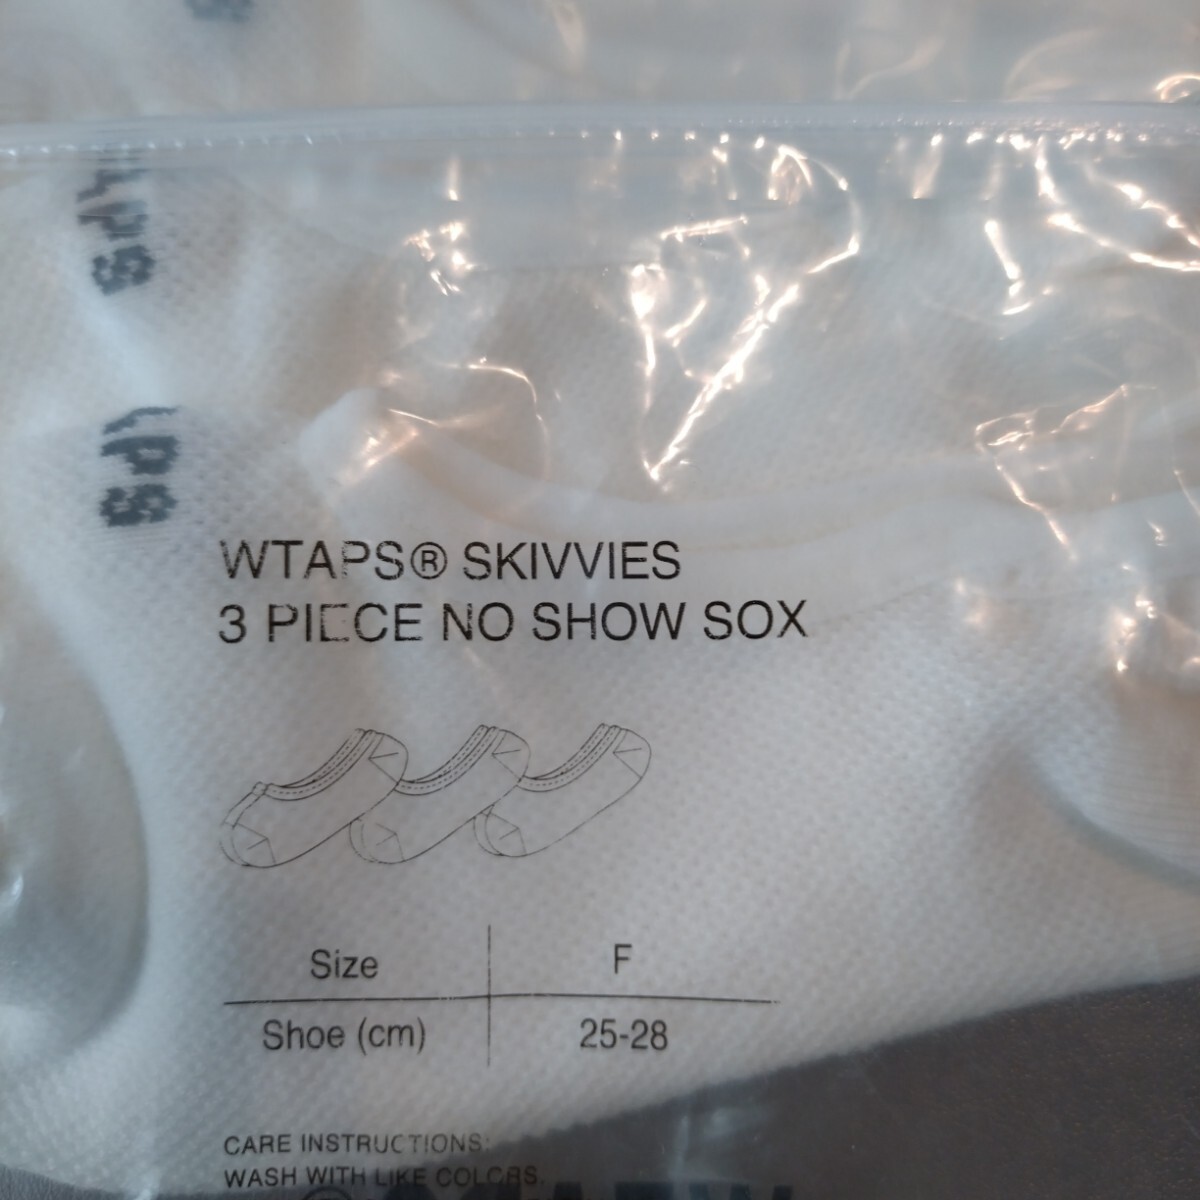 WTAPS® SKIVVIES
3 PIECE NO SHOW SOX
Size F
Shoe (cm) 25-28
CARE INSTRUCTIONS:
WASH WITH LIKE COLORS.